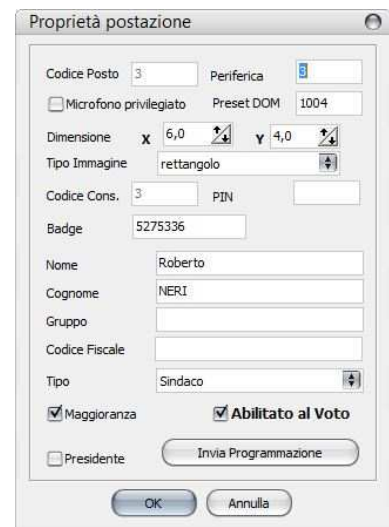 Proprietà postazione
Codice Posto 3 Periferica 3
Microfono privilegiato Preset DOM 1004
Dimensione X 6,0 Y 4,0
Tipo Immagine rettangolo
Codice Cons. 3 PIN
Badge 5275336
Nome Roberto
Cognome NERI
Gruppo
Codice Fiscale
Tipo Sindaco
Maggioranza Abilitato al Voto
Presidente Invia Programmazione
OK Annulla